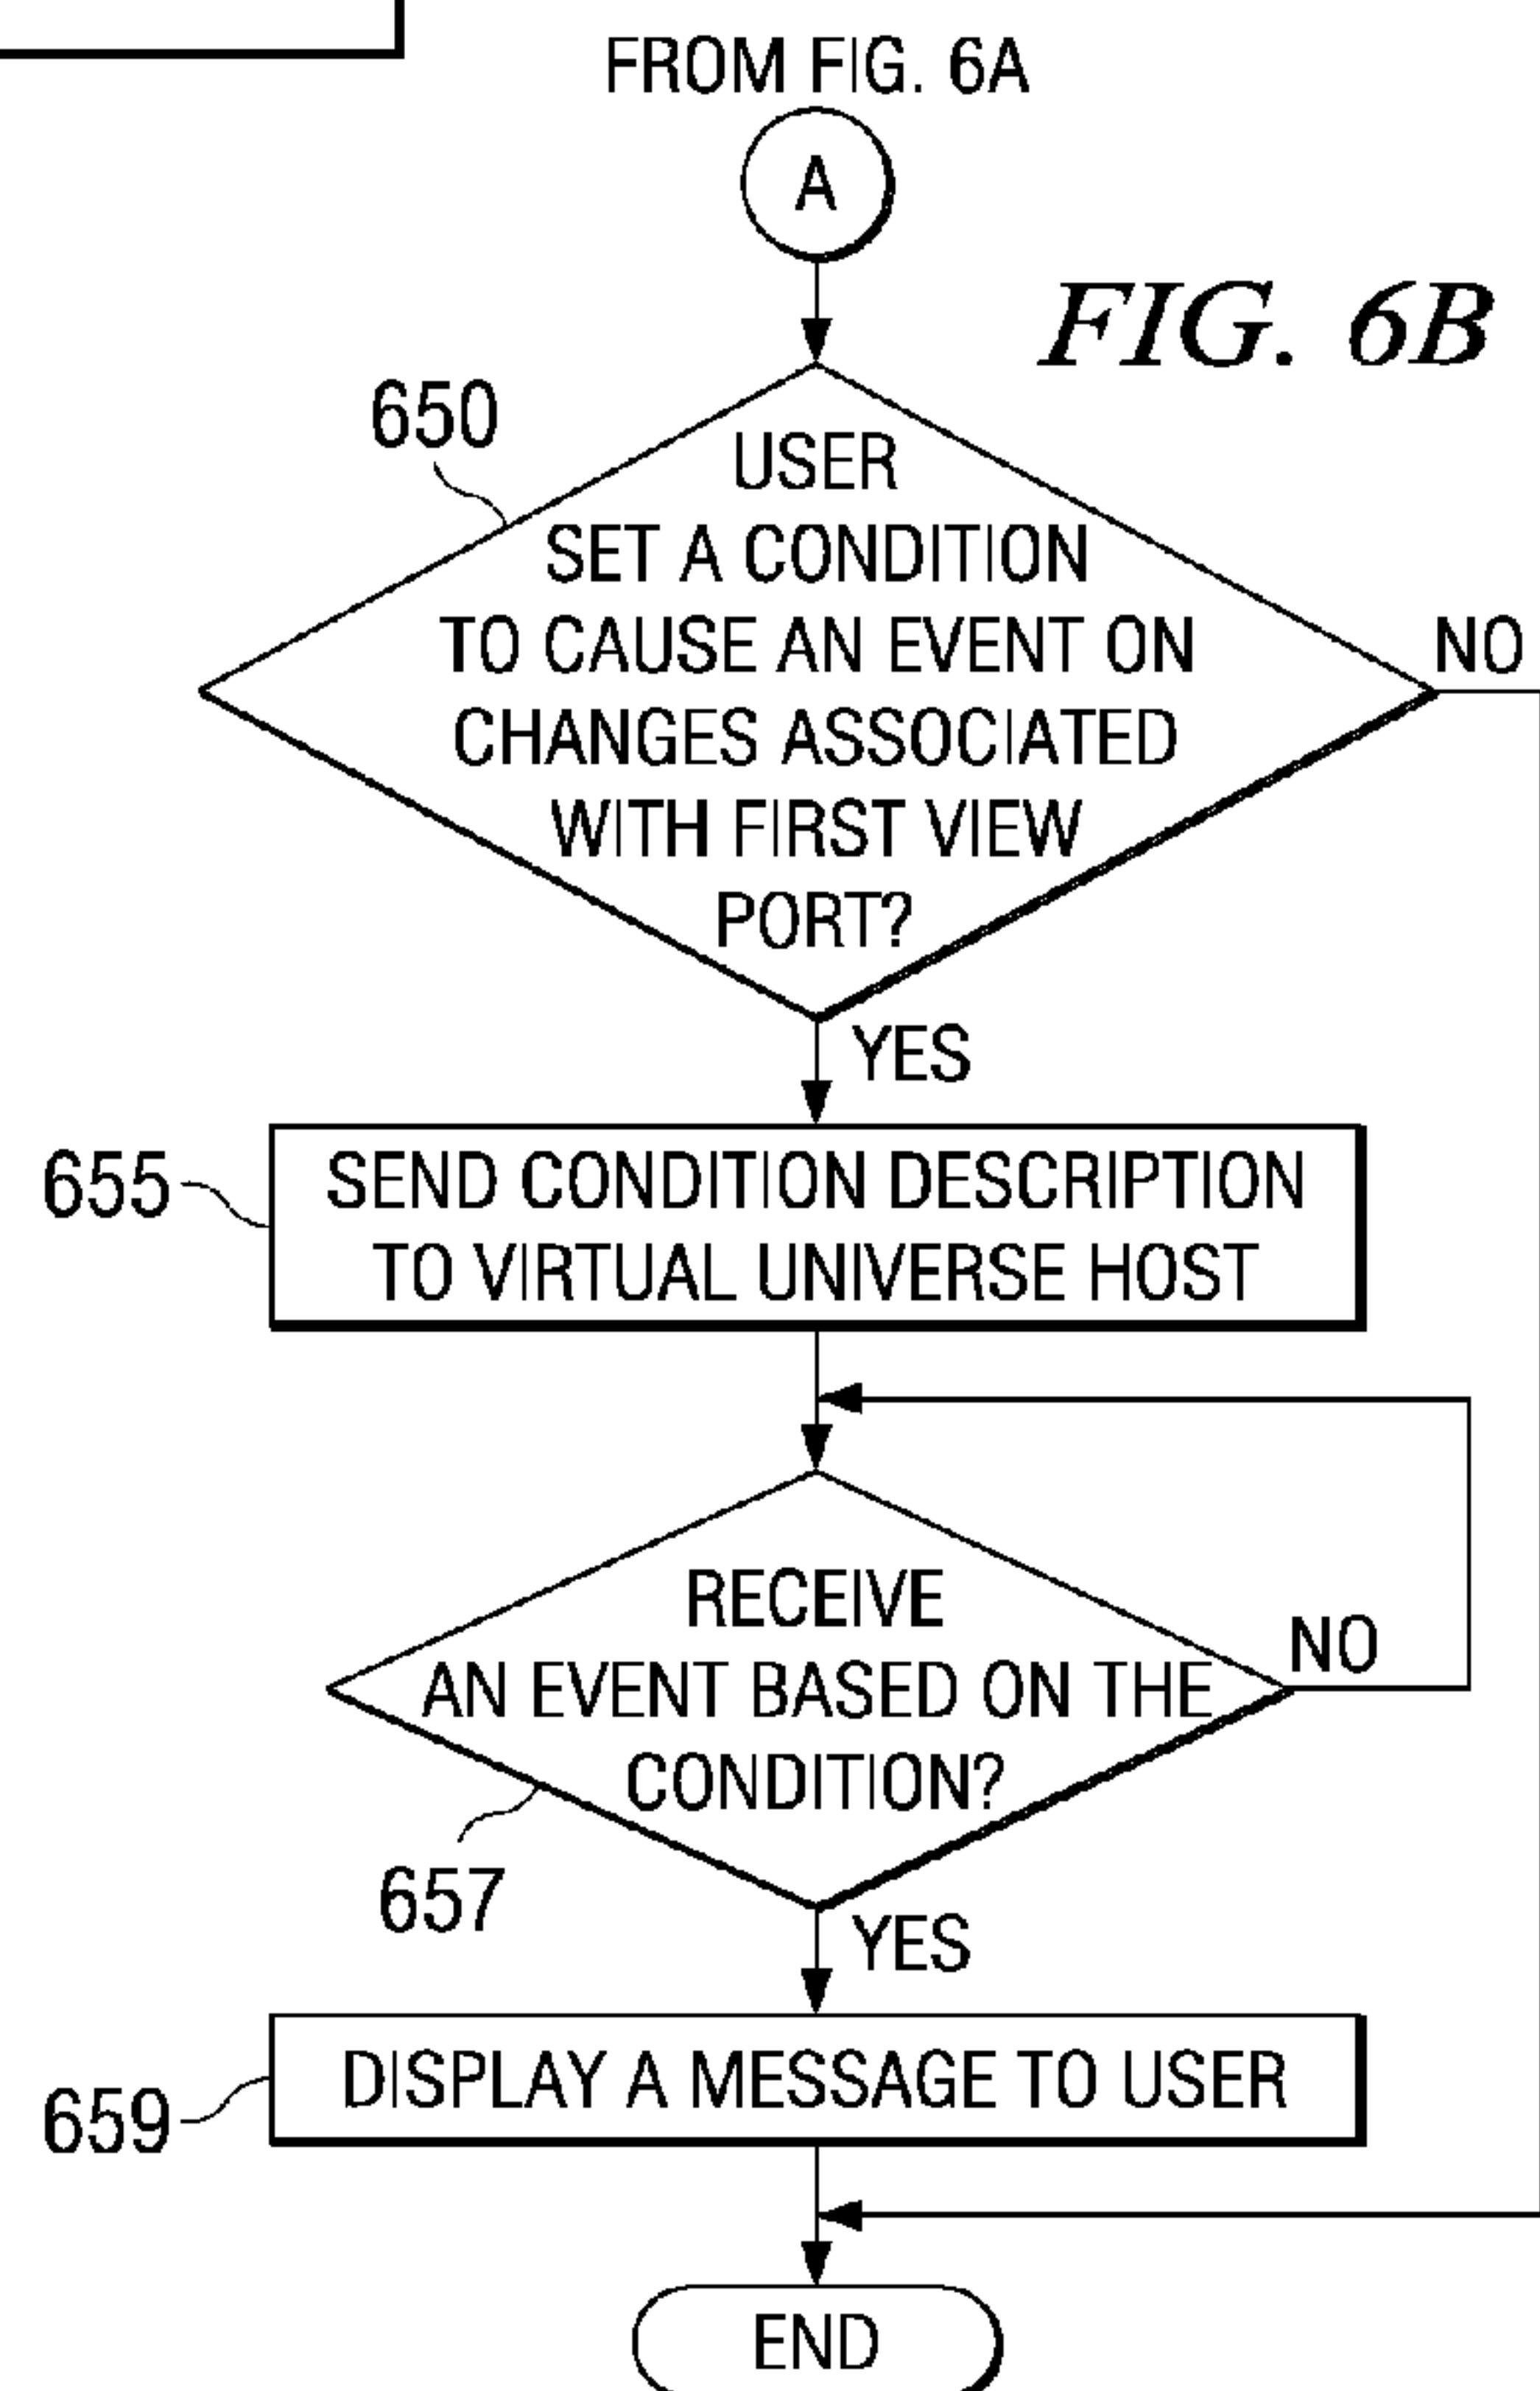 FROM FIG. 6A
A
FIG. 6B
650
USER
SET A CONDITION
TO CAUSE AN EVENT ON
CHANGES ASSOCIATED
WITH FIRST VIEW
PORT?
NO
YES
655
SEND CONDITION DESCRIPTION
TO VIRTUAL UNIVERSE HOST
RECEIVE
AN EVENT BASED ON THE
CONDITION?
NO
657
YES
659
DISPLAY A MESSAGE TO USER
END